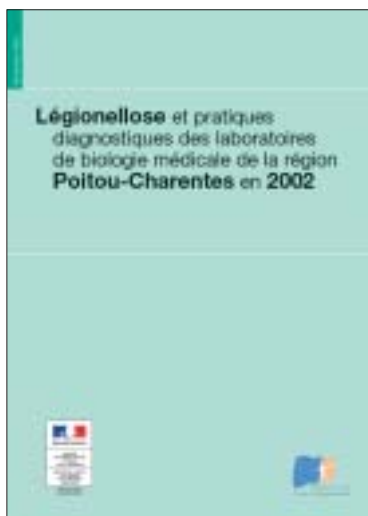 Légionellose et pratiques
diagnostiques des laboratoires
de biologie médicale de la région
Poitou-Charentes en 2002